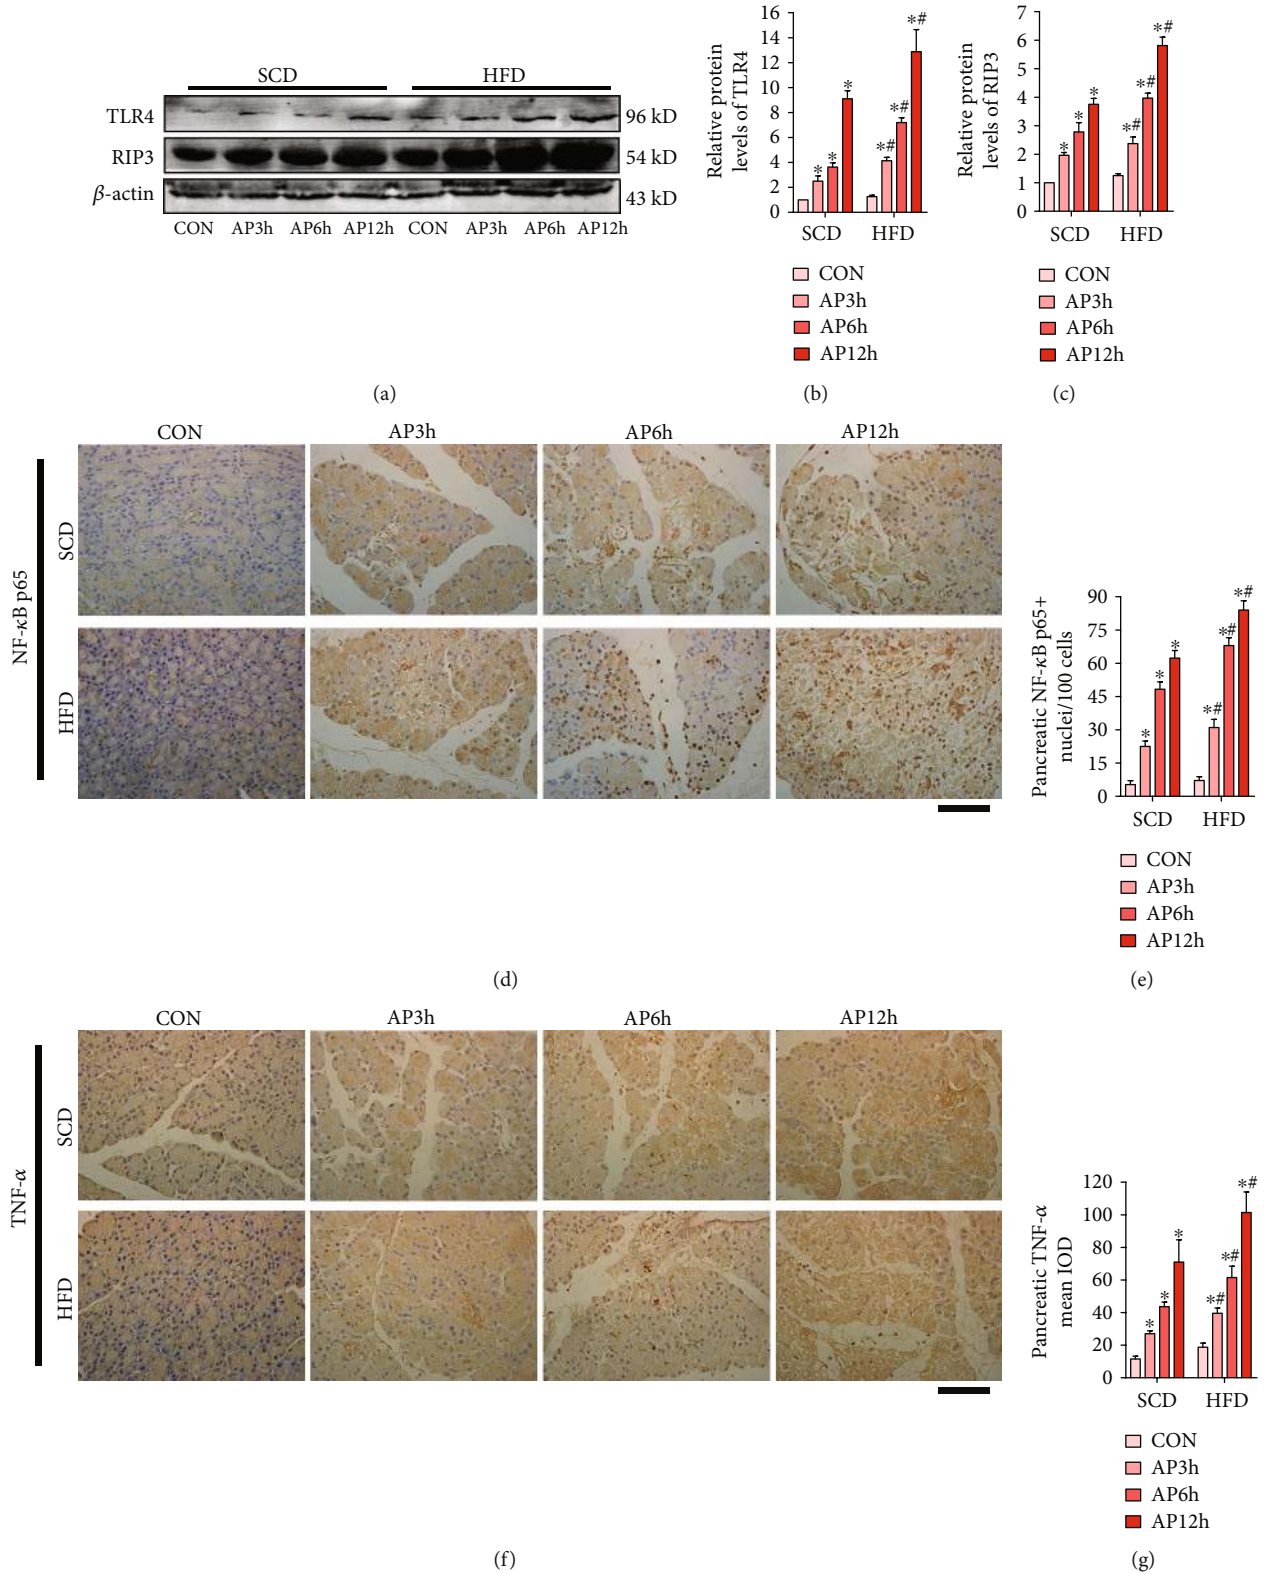 SCD HFD
TLR4 96 kD
RIP3 54 kD
β-actin 43 kD
CON AP3h AP6h AP12h CON AP3h AP6h AP12h
(a)
Relative protein
levels of TLR4
16
14
12
10
8
6
4
2
0
* * * *# *# *#
SCD HFD
CON
AP3h
AP6h
AP12h
(b)
Relative protein
levels of RIP3
7
6
5
4
3
2
1
0
* * * *# *# *#
SCD HFD
CON
AP3h
AP6h
AP12h
(c)
CON AP3h AP6h AP12h
NF-κB p65
SCD
HFD
(d)
Pancreatic NF-κB p65+
nuclei/100 cells
90
75
60
45
30
15
0
* * * *# *# *#
SCD HFD
CON
AP3h
AP6h
AP12h
(e)
CON AP3h AP6h AP12h
TNF-α
SCD
HFD
(f)
Pancreatic TNF-α
mean IOD
120
100
80
60
40
20
0
* * * *# *# *#
SCD HFD
CON
AP3h
AP6h
AP12h
(g)